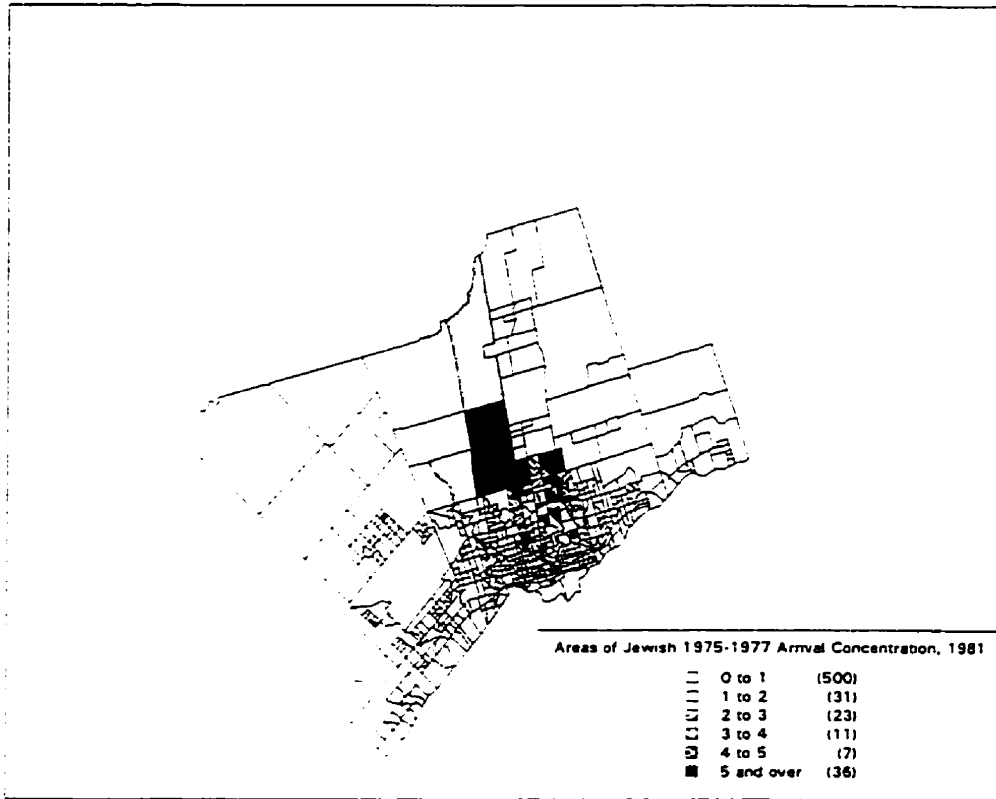 Areas of Jewish 1975-1977 Arrival Concentration, 1981
0 to 1 (500)
1 to 2 (31)
2 to 3 (23)
3 to 4 (11)
4 to 5 (7)
5 and over (36)